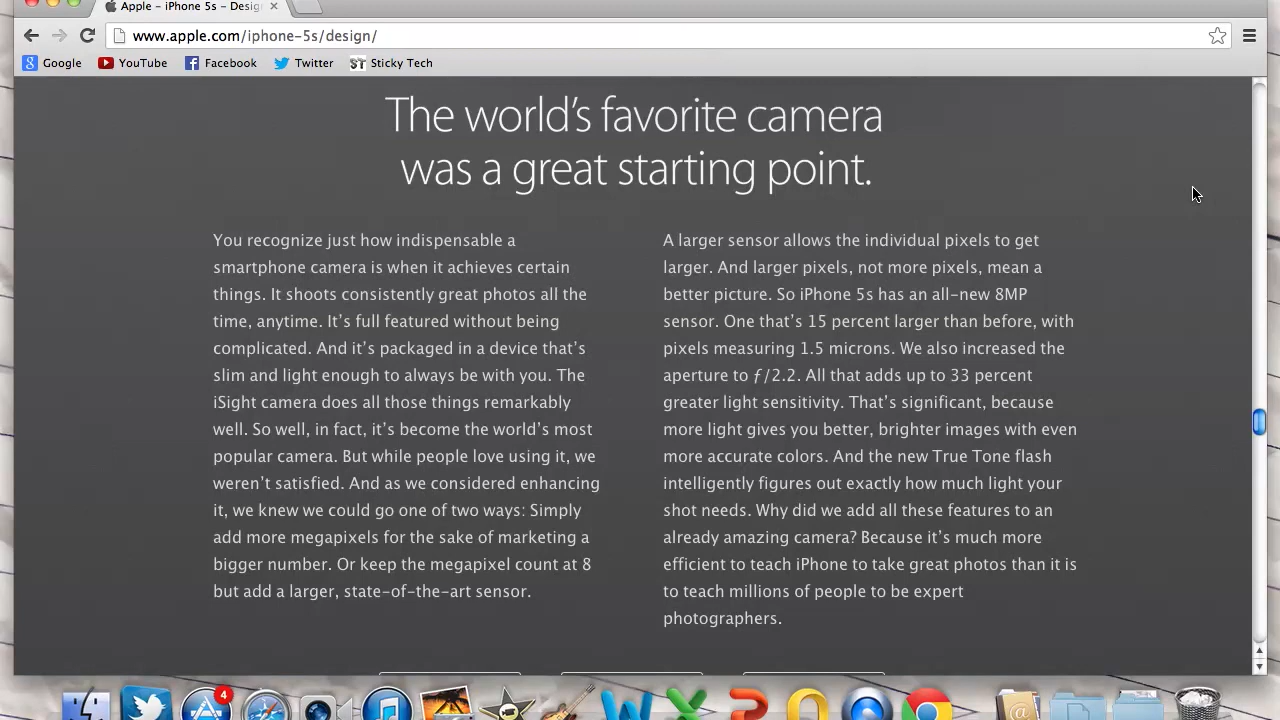 Apple - iPhone 5s - Desig
www.apple.com/iphone-5s/design/
Google YouTube Facebook Twitter ST Sticky Tech
The world's favorite camera
was a great starting point.
You recognize just how indispensable a
smartphone camera is when it achieves certain
things. It shoots consistently great photos all the
time, anytime. It's full featured without being
complicated. And it's packaged in a device that's
slim and light enough to always be with you. The
iSight camera does all those things remarkably
well. So well, in fact, it's become the world's most
popular camera. But while people love using it, we
weren't satisfied. And as we considered enhancing
it, we knew we could go one of two ways: Simply
add more megapixels for the sake of marketing a
bigger number. Or keep the megapixel count at 8
but add a larger, state-of-the-art sensor.
A larger sensor allows the individual pixels to get
larger. And larger pixels, not more pixels, mean a
better picture. So iPhone 5s has an all-new 8MP
sensor. One that's 15 percent larger than before, with
pixels measuring 1.5 microns. We also increased the
aperture to ƒ/2.2. All that adds up to 33 percent
greater light sensitivity. That's significant, because
more light gives you better, brighter images with even
more accurate colors. And the new True Tone flash
intelligently figures out exactly how much light your
shot needs. Why did we add all these features to an
already amazing camera? Because it's much more
efficient to teach iPhone to take great photos than it is
to teach millions of people to be expert
photographers.
4